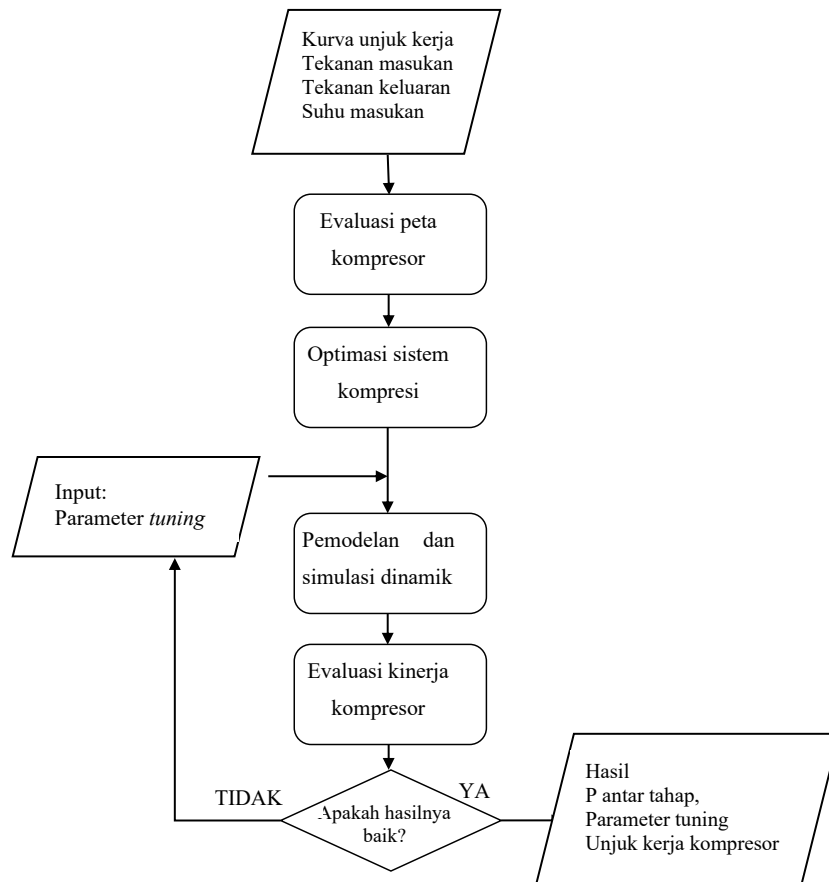 Kurva unjuk kerja
Tekanan masukan
Tekanan keluaran
Suhu masukan
Evaluasi peta
kompresor
Optimasi sistem
kompresi
Input:
Parameter tuning
Pemodelan dan
simulasi dinamik
Evaluasi kinerja
kompresor
TIDAK
YA
Apakah hasilnya
baik?
Hasil
P antar tahap,
Parameter tuning
Unjuk kerja kompresor